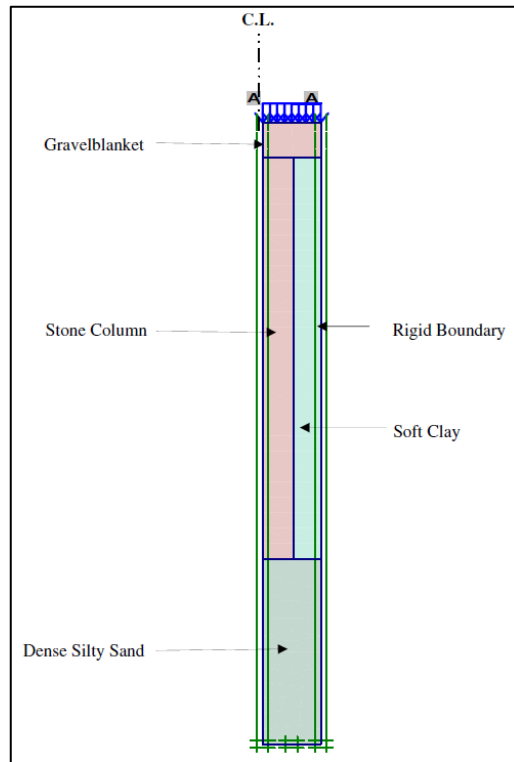 C.L.
A A
Gravelblanket
Stone Column
Rigid Boundary
Soft Clay
Dense Silty Sand